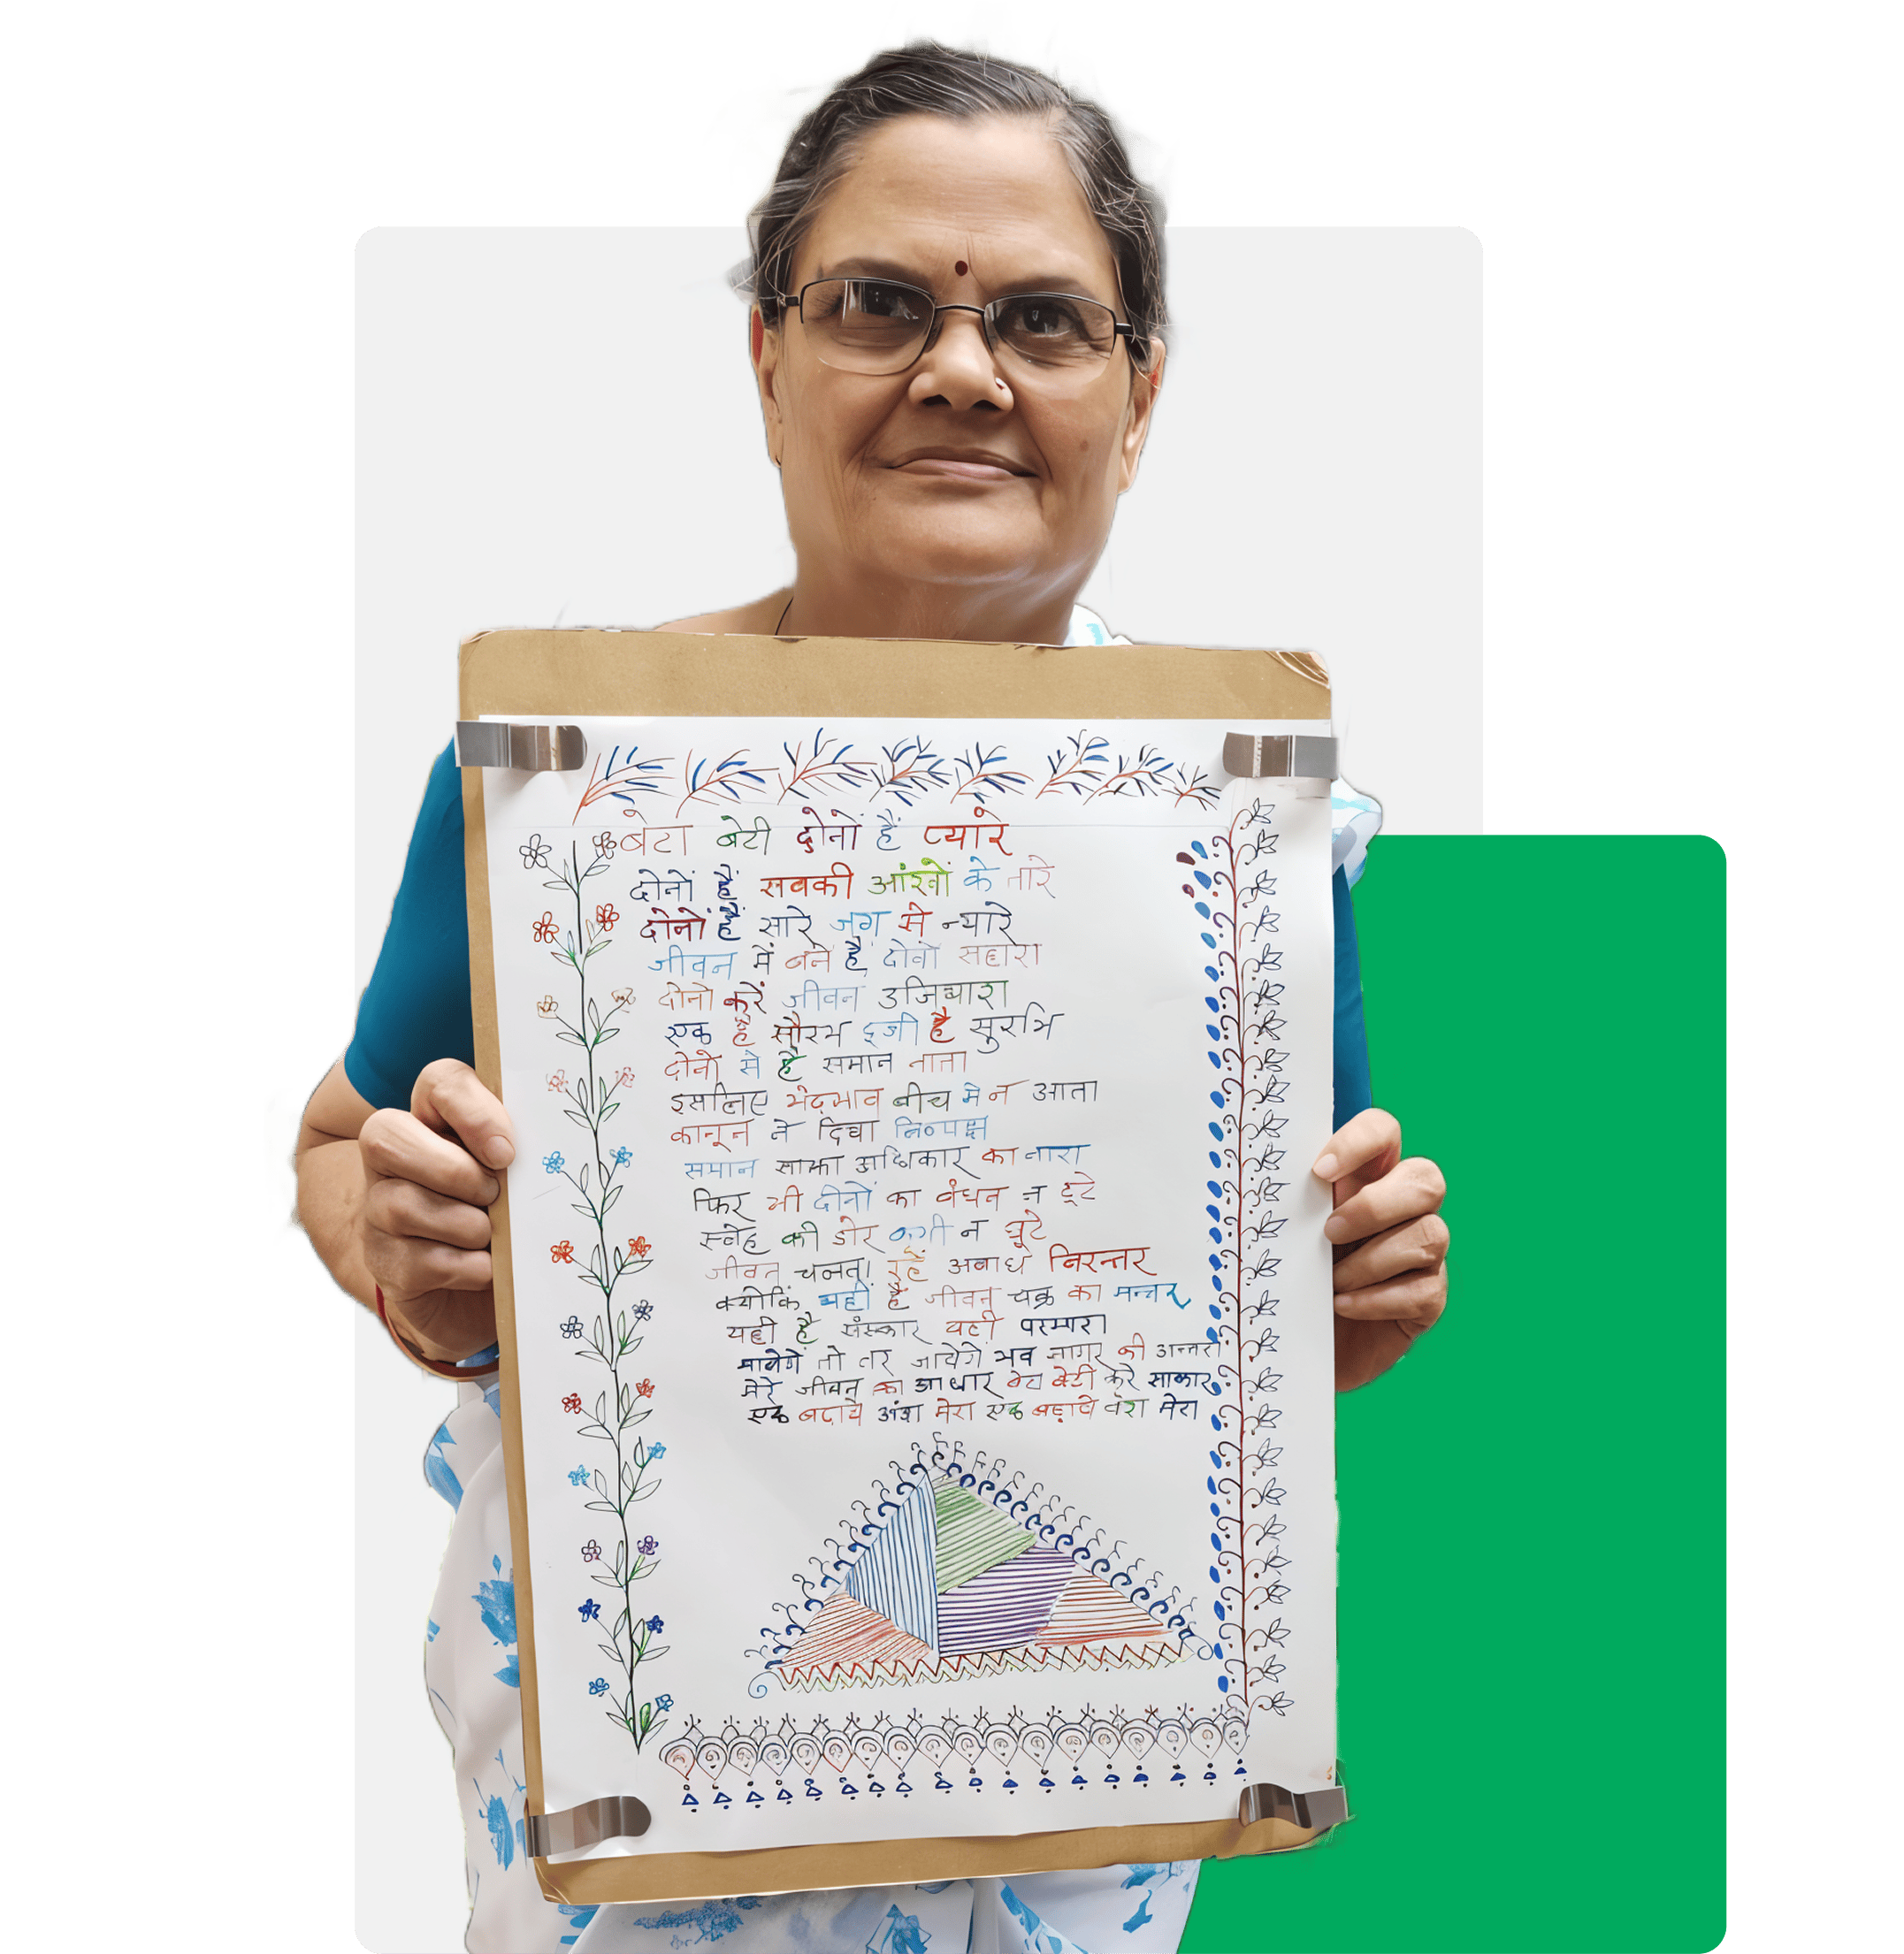 बेटा बेटी दोनों हैं प्यारे
दोनों हैं सबकी आंखों के तारे
दोनों हैं सारे जग से न्यारे
जीवन में बने हैं दोनों सहारा
दोनो करें जीवन उजियारा
एक है सौरभ दूजी है सुरभि
दोनो से है समान नाता
इसलिए भेदभाव बीच मे न आता
कानून ने दिया निष्पक्ष
समान साझा अधिकार का नारा
फिर भी दोनों का बंधन न टूटे
स्नेह की डोर कभी न छूटे
जीवन चलता रहें अबाध निरन्तर
क्योकि यही है जीवन चक्र का मन्तर
यही है संस्कार यही परम्परा
तो तर जायेगें भव सागर की
मेरे जीवन का आधार बेटा बेटी करे साकार
एक बढ़ाये अंश मेरा एक बढ़ावे वंश मेरा